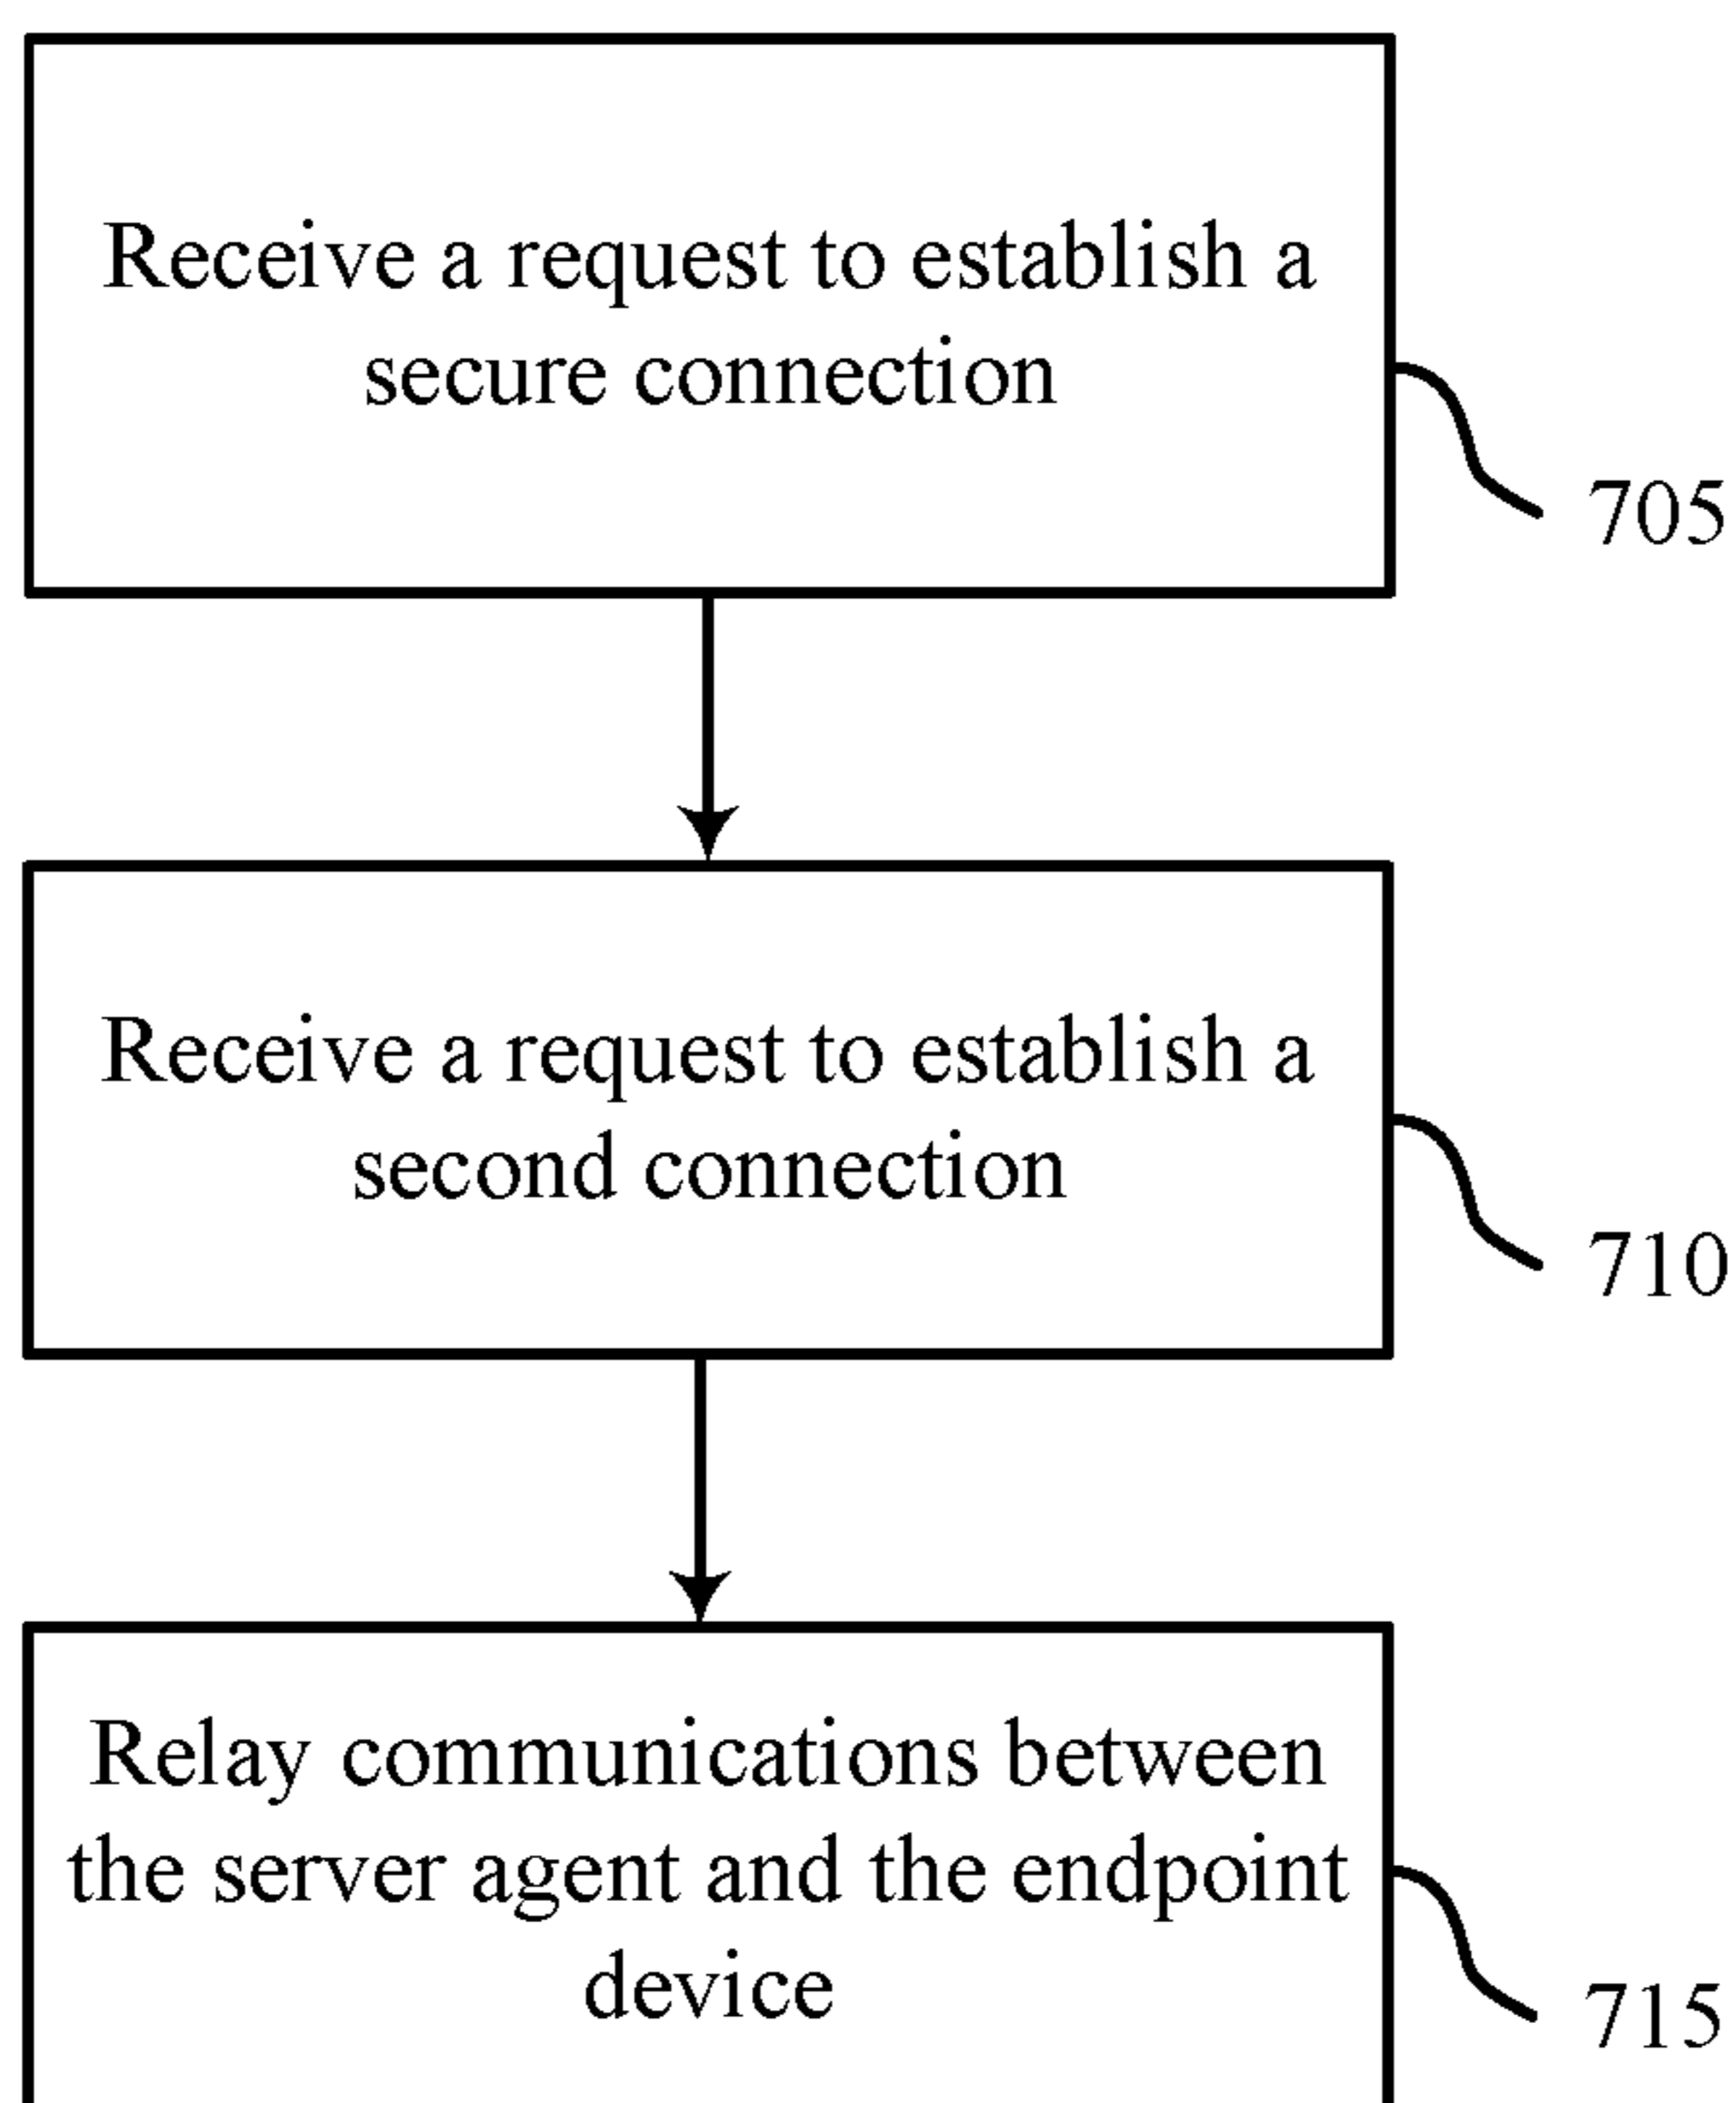 Receive a request to establish a
secure connection
705
Receive a request to establish a
second connection
710
Relay communications between
the server agent and the endpoint
device
715